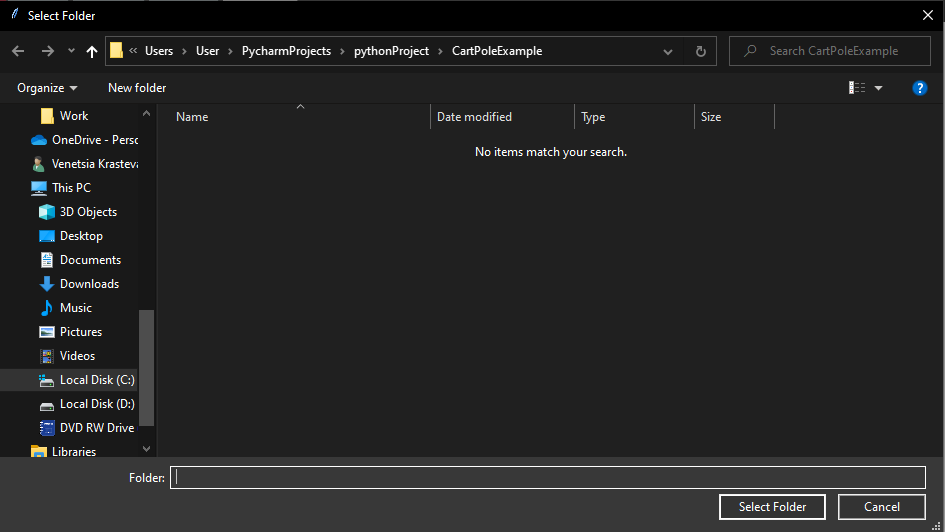 Select Folder
« Users › User › PycharmProjects › pythonProject › CartPoleExample
Search CartPoleExample
Organize New folder
?
Name Date modified Type Size
No items match your search.
Work
OneDrive - Perso
Venetsia Krasteva
This PC
3D Objects
Desktop
Documents
Downloads
Music
Pictures
Videos
Local Disk (C:)
Local Disk (D:)
DVD RW Drive
Libraries
Folder:
Select Folder Cancel